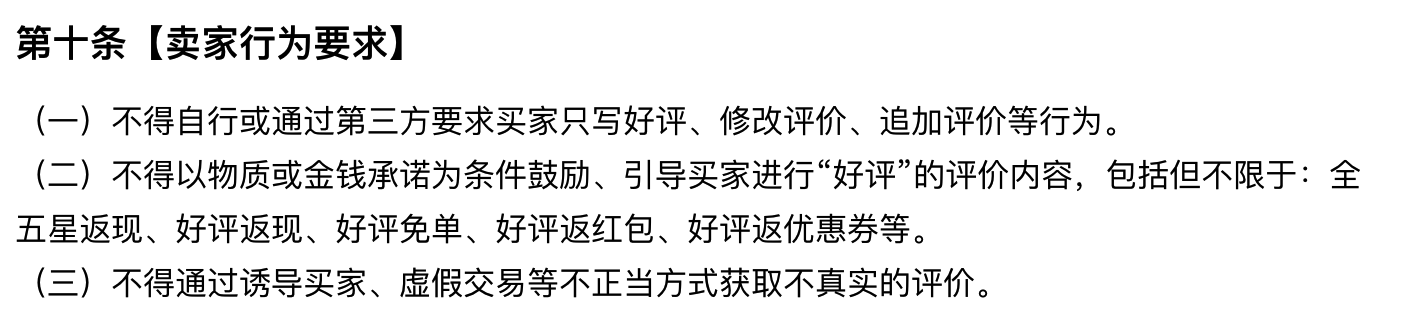 第十条【卖家行为要求】
（一）不得自行或通过第三方要求买家只写好评、修改评价、追加评价等行为。
（二）不得以物质或金钱承诺为条件鼓励、引导买家进行“好评”的评价内容，包括但不限于：全
五星返现、好评返现、好评免单、好评返红包、好评返优惠券等。
（三）不得通过诱导买家、虚假交易等不正当方式获取不真实的评价。